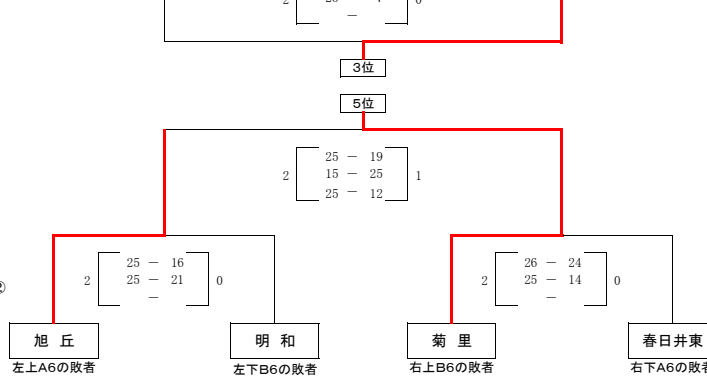 －
3位
5位
2 25 － 19 1
15 － 25
25 － 12
2 25 － 16 0
25 － 21
－
2 26 － 24 0
25 － 14
－
旭 丘
明 和
菊 里
春日井東
左上A6の敗者
左下B6の敗者
右上B6の敗者
右下A6の敗者